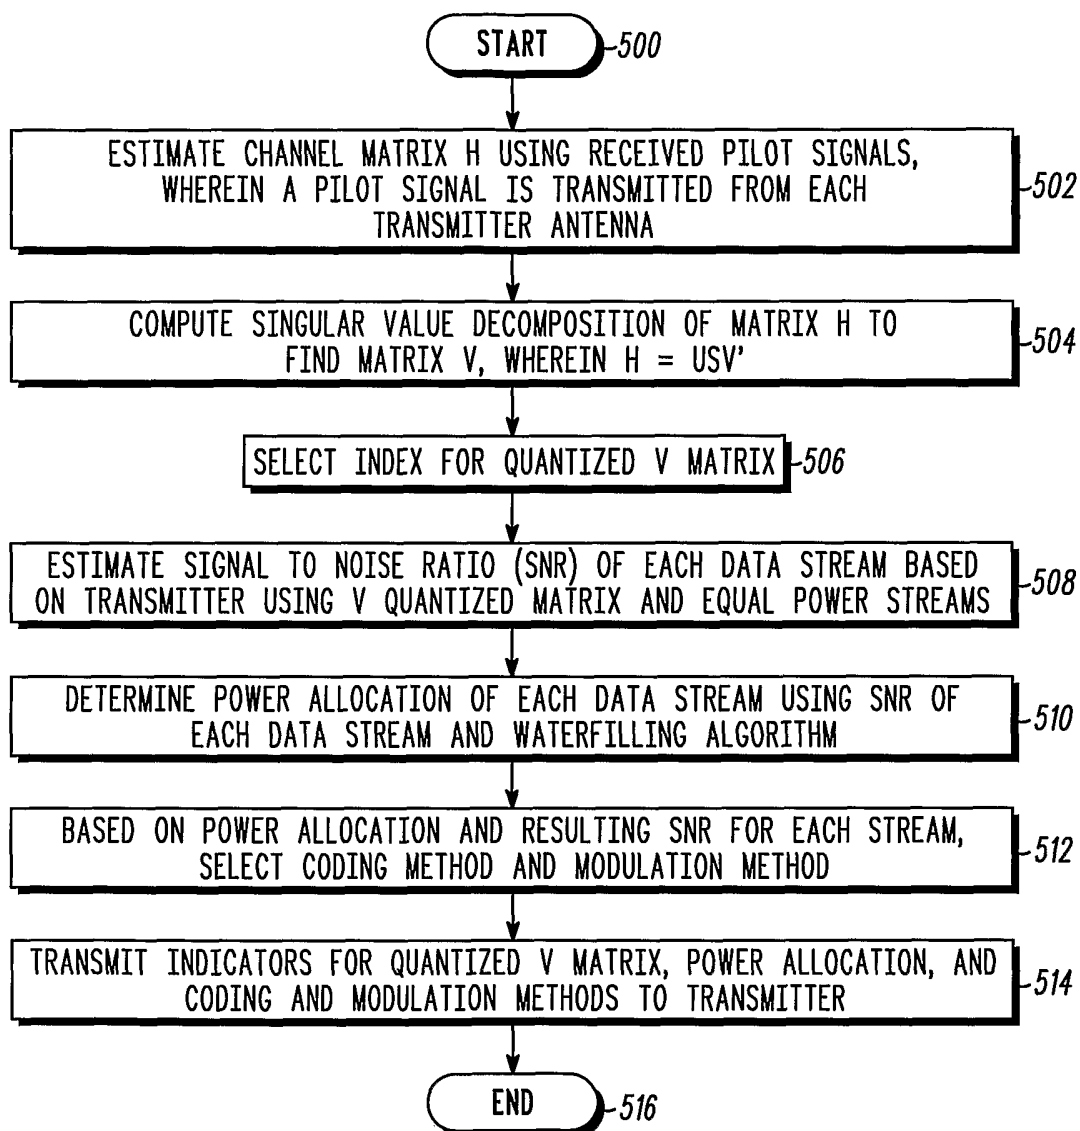 START
500
ESTIMATE CHANNEL MATRIX H USING RECEIVED PILOT SIGNALS,
WHEREIN A PILOT SIGNAL IS TRANSMITTED FROM EACH
TRANSMITTER ANTENNA
502
COMPUTE SINGULAR VALUE DECOMPOSITION OF MATRIX H TO
FIND MATRIX V, WHEREIN H = USV'
504
SELECT INDEX FOR QUANTIZED V MATRIX
506
ESTIMATE SIGNAL TO NOISE RATIO (SNR) OF EACH DATA STREAM BASED
ON TRANSMITTER USING V QUANTIZED MATRIX AND EQUAL POWER STREAMS
508
DETERMINE POWER ALLOCATION OF EACH DATA STREAM USING SNR OF
EACH DATA STREAM AND WATERFILLING ALGORITHM
510
BASED ON POWER ALLOCATION AND RESULTING SNR FOR EACH STREAM,
SELECT CODING METHOD AND MODULATION METHOD
512
TRANSMIT INDICATORS FOR QUANTIZED V MATRIX, POWER ALLOCATION, AND
CODING AND MODULATION METHODS TO TRANSMITTER
514
END
516